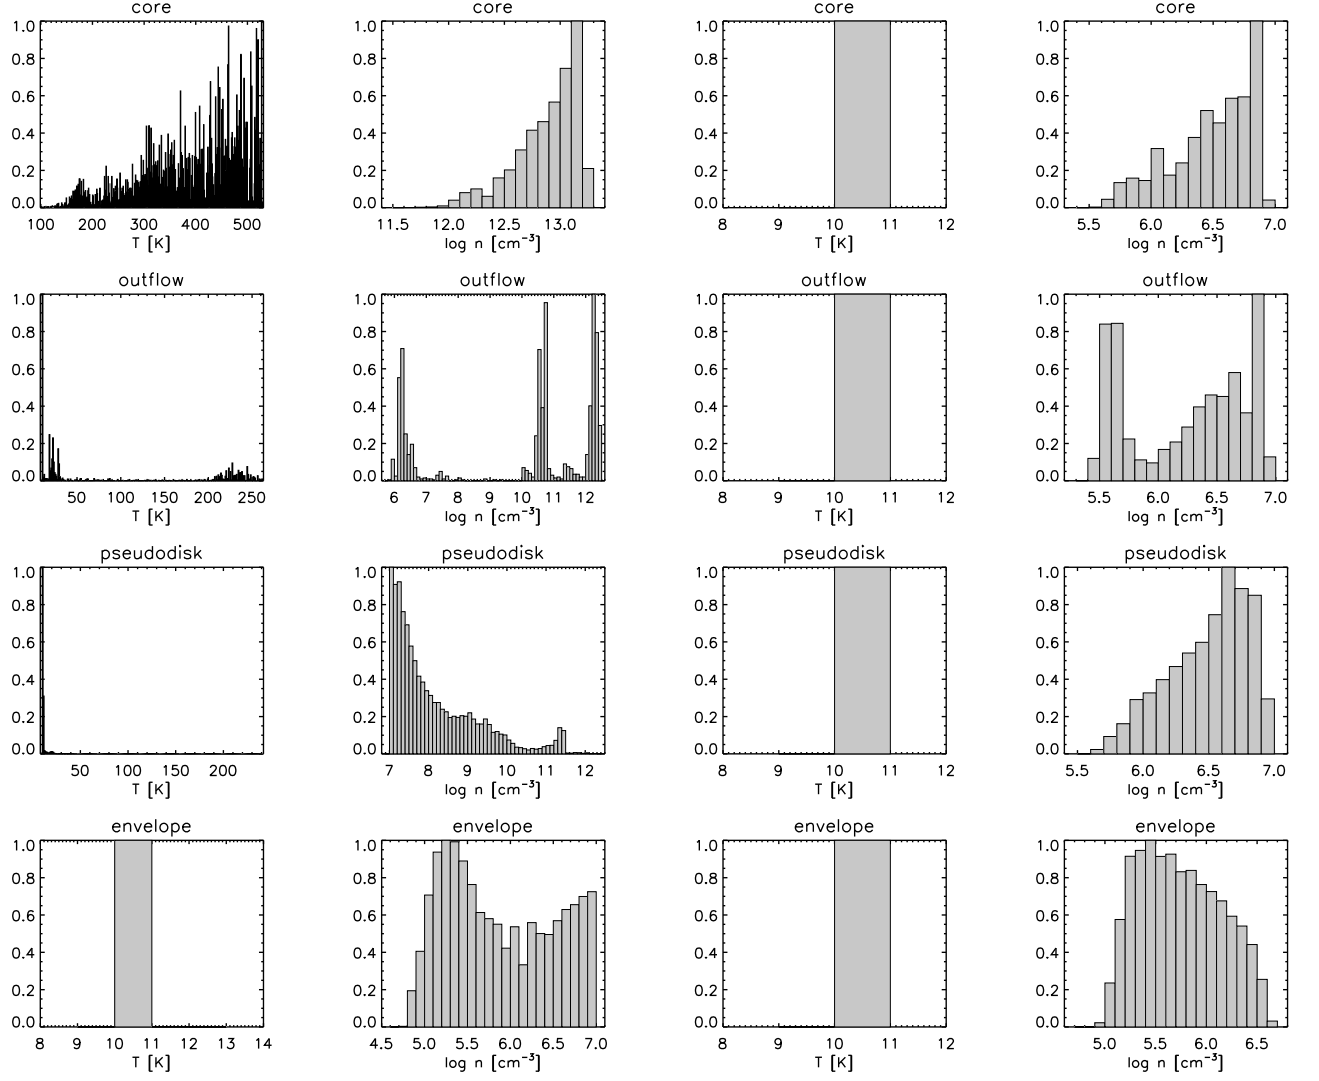 core core core core
1.0 1.0 1.0 1.0
0.8 0.8 0.8 0.8
0.6 0.6 0.6 0.6
0.4 0.4 0.4 0.4
0.2 0.2 0.2 0.2
0.0 0.0 0.0 0.0
100 200 300 400 500 11.5 12.0 12.5 13.0 8 9 10 11 12 5.5 6.0 6.5 7.0
T [K] log n [cm⁻³] T [K] log n [cm⁻³]
outflow outflow outflow outflow
1.0 1.0 1.0 1.0
0.8 0.8 0.8 0.8
0.6 0.6 0.6 0.6
0.4 0.4 0.4 0.4
0.2 0.2 0.2 0.2
0.0 0.0 0.0 0.0
50 100 150 200 250 6 7 8 9 10 11 12 8 9 10 11 12 5.5 6.0 6.5 7.0
T [K] log n [cm⁻³] T [K] log n [cm⁻³]
pseudodisk pseudodisk pseudodisk pseudodisk
1.0 1.0 1.0 1.0
0.8 0.8 0.8 0.8
0.6 0.6 0.6 0.6
0.4 0.4 0.4 0.4
0.2 0.2 0.2 0.2
0.0 0.0 0.0 0.0
50 100 150 200 7 8 9 10 11 12 8 9 10 11 12 5.5 6.0 6.5 7.0
T [K] log n [cm⁻³] T [K] log n [cm⁻³]
envelope envelope envelope envelope
1.0 1.0 1.0 1.0
0.8 0.8 0.8 0.8
0.6 0.6 0.6 0.6
0.4 0.4 0.4 0.4
0.2 0.2 0.2 0.2
0.0 0.0 0.0 0.0
8 9 10 11 12 13 14 4.5 5.0 5.5 6.0 6.5 7.0 8 9 10 11 12 5.0 5.5 6.0 6.5
T [K] log n [cm⁻³] T [K] log n [cm⁻³]